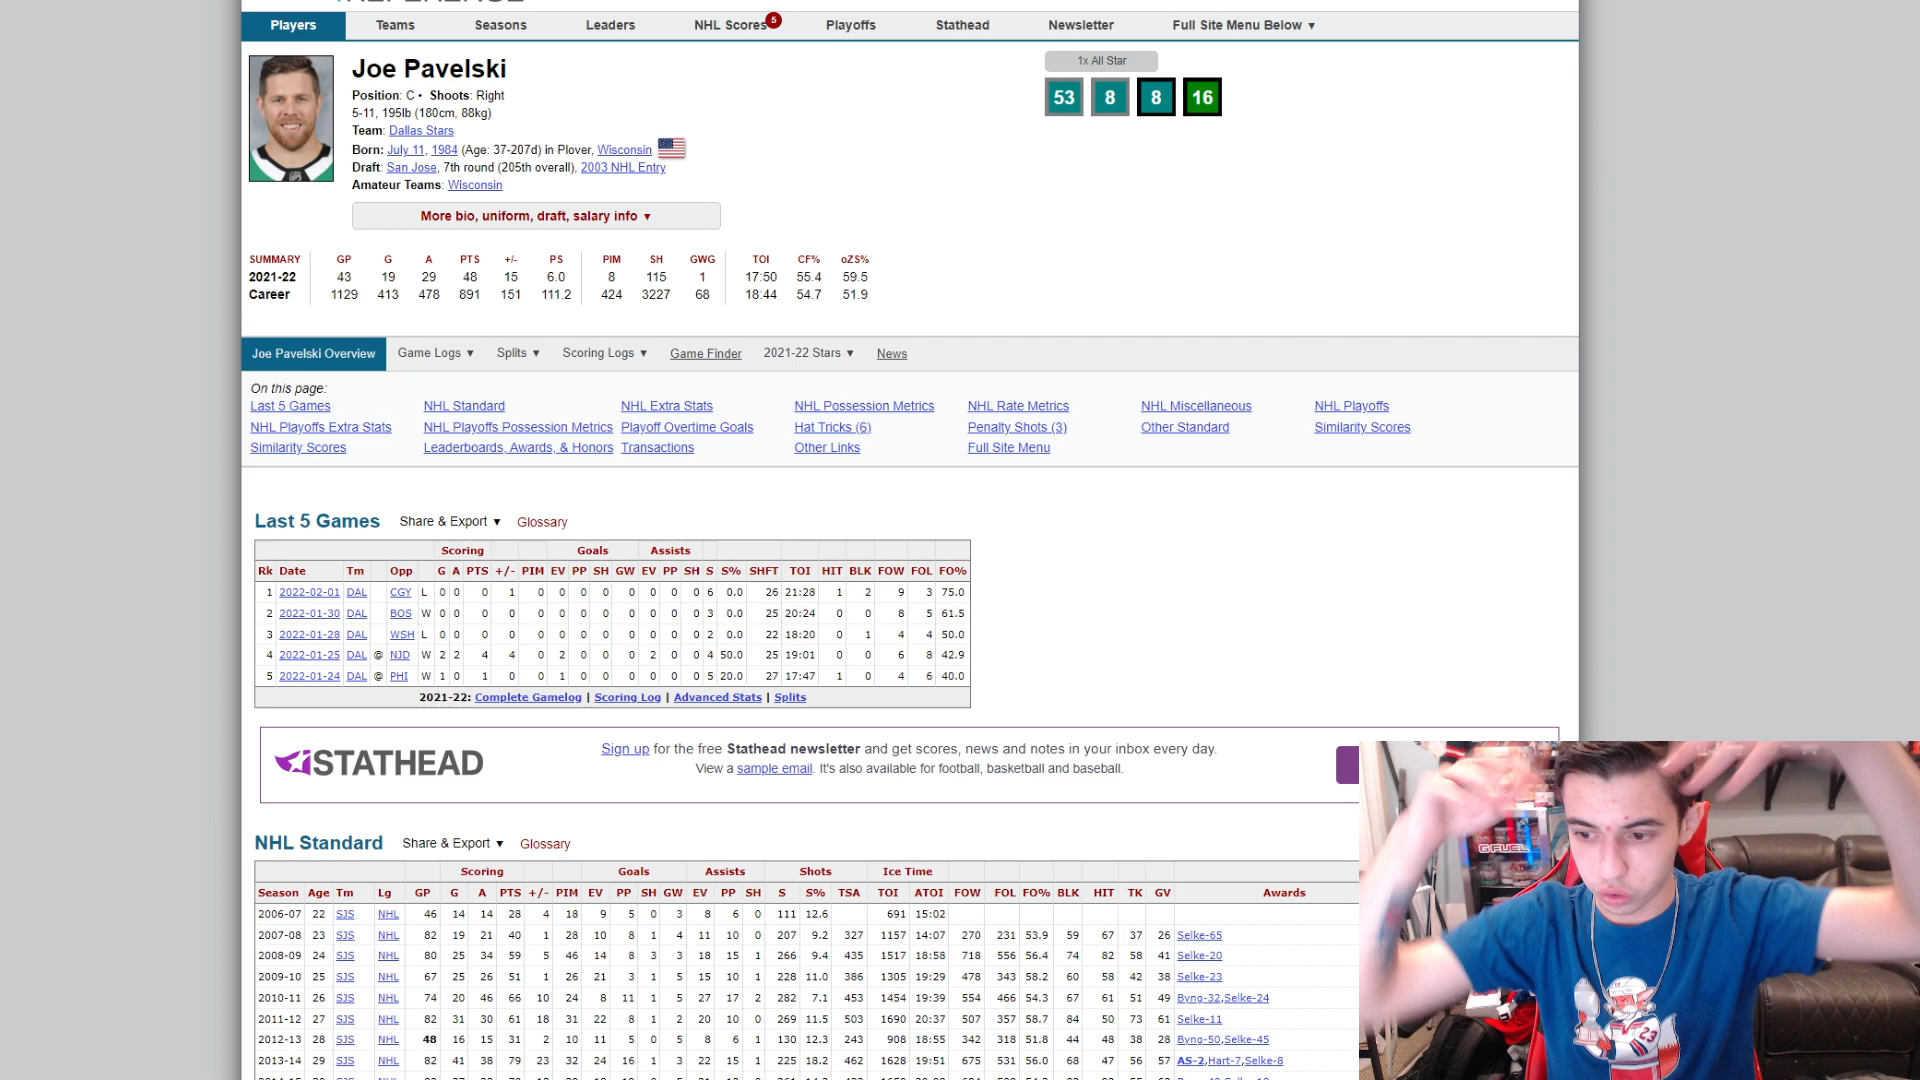 Players Teams Seasons Leaders NHL Scores 5 Playoffs Stathead Newsletter Full Site Menu Below ▼
Joe Pavelski
Position: C • Shoots: Right
5-11, 195lb (180cm, 88kg)
Team: Dallas Stars
Born: July 11, 1984 (Age: 37-207d) in Plover, Wisconsin
Draft: San Jose, 7th round (205th overall), 2003 NHL Entry
Amateur Teams: Wisconsin
More bio, uniform, draft, salary info ▼
1x All Star
53 8 8 16
SUMMARY GP G A PTS +/- PS PIM SH GWG TOI CF% oZS%
2021-22 43 19 29 48 15 6.0 8 115 1 17:50 55.4 59.5
Career 1129 413 478 891 151 111.2 424 3227 68 18:44 54.7 51.9
Joe Pavelski Overview Game Logs ▼ Splits ▼ Scoring Logs ▼ Game Finder 2021-22 Stars ▼ News
On this page:
Last 5 Games NHL Standard NHL Extra Stats NHL Possession Metrics NHL Rate Metrics NHL Miscellaneous NHL Playoffs
NHL Playoffs Extra Stats NHL Playoffs Possession Metrics Playoff Overtime Goals Hat Tricks (6) Penalty Shots (3) Other Standard Similarity Scores
Similarity Scores Leaderboards, Awards, & Honors Transactions Other Links Full Site Menu
Last 5 Games Share & Export ▼ Glossary
Scoring Goals Assists
Rk Date Tm Opp G A PTS +/- PIM EV PP SH GW EV PP SH S S% SHFT TOI HIT BLK FOW FOL FO%
1 2022-02-01 DAL CGY L 0 0 0 1 0 0 0 0 0 0 0 0 6 0.0 26 21:28 1 2 9 3 75.0
2 2022-01-30 DAL BOS W 0 0 0 0 0 0 0 0 0 0 0 0 3 0.0 25 20:24 0 0 8 5 61.5
3 2022-01-28 DAL WSH L 0 0 0 0 0 0 0 0 0 0 0 0 2 0.0 22 18:20 0 1 4 4 50.0
4 2022-01-25 DAL @ NJD W 2 2 4 4 0 2 0 0 0 2 0 0 4 50.0 25 19:01 0 0 6 8 42.9
5 2022-01-24 DAL @ PHI W 1 0 1 0 0 1 0 0 0 0 0 0 5 20.0 27 17:47 1 0 4 6 40.0
2021-22: Complete Gamelog | Scoring Log | Advanced Stats | Splits
STATHEAD
Sign up for the free Stathead newsletter and get scores, news and notes in your inbox every day.
View a sample email. It's also available for football, basketball and baseball.
NHL Standard Share & Export ▼ Glossary
Scoring Goals Assists Shots Ice Time
Season Age Tm Lg GP G A PTS +/- PIM EV PP SH GW EV PP SH S S% TSA TOI ATOI FOW FOL FO% BLK HIT TK GV Awards
2006-07 22 SJS NHL 46 14 14 28 4 18 9 5 0 3 8 6 0 111 12.6 691 15:02
2007-08 23 SJS NHL 82 19 21 40 1 28 10 8 1 4 11 10 0 207 9.2 327 1157 14:07 270 231 53.9 59 67 37 26 Selke-65
2008-09 24 SJS NHL 80 25 34 59 5 46 14 8 3 3 18 15 1 266 9.4 435 1517 18:58 718 556 56.4 74 82 58 41 Selke-20
2009-10 25 SJS NHL 67 25 26 51 1 26 21 3 1 5 15 10 1 228 11.0 386 1305 19:29 478 343 58.2 60 58 42 38 Selke-23
2010-11 26 SJS NHL 74 20 46 66 10 24 8 11 1 5 27 17 2 282 7.1 453 1454 19:39 554 466 54.3 67 61 51 49 Byng-32,Selke-24
2011-12 27 SJS NHL 82 31 30 61 18 31 22 8 1 2 20 10 0 269 11.5 503 1690 20:37 507 357 58.7 84 50 73 61 Selke-11
2012-13 28 SJS NHL 48 16 15 31 2 10 11 5 0 5 8 6 1 130 12.3 243 908 18:55 342 318 51.8 44 48 38 28 Byng-50,Selke-45
2013-14 29 SJS NHL 82 41 38 79 23 32 24 16 1 3 22 15 1 225 18.2 462 1628 19:51 675 531 56.0 68 47 56 57 AS-2,Hart-7,Selke-8
G FUEL
23